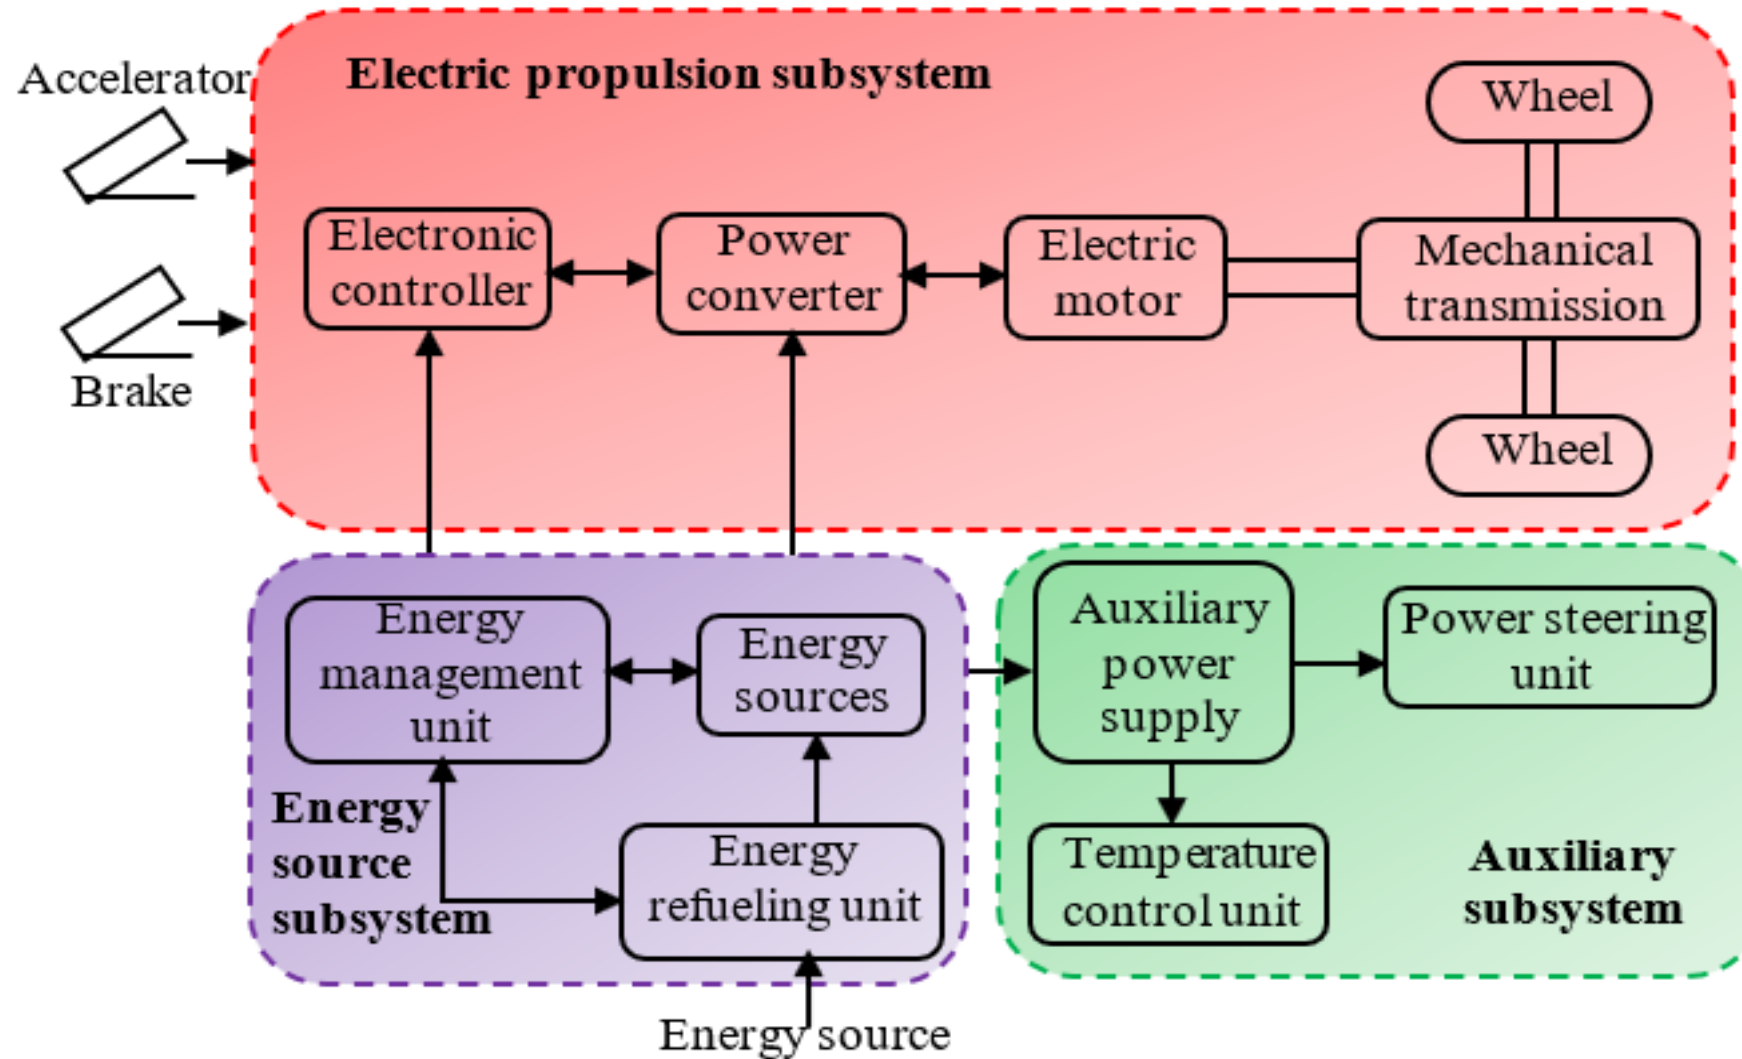 Accelerator
Electric propulsion subsystem
Wheel
Electronic
controller
Power
converter
Electric
motor
Mechanical
transmission
Brake
Wheel
Energy
management
unit
Energy
sources
Auxiliary
power
supply
Power steering
unit
Energy
source
subsystem
Energy
refueling unit
Temperature
control unit
Auxiliary
subsystem
Energy source